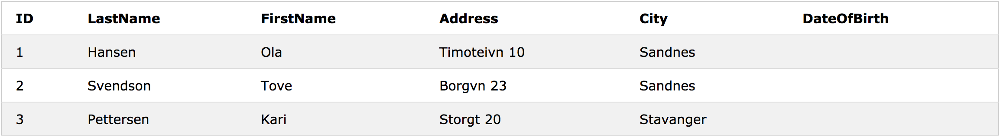 ID LastName FirstName Address City DateOfBirth
1 Hansen Ola Timoteivn 10 Sandnes
2 Svendson Tove Borgvn 23 Sandnes
3 Pettersen Kari Storgt 20 Stavanger